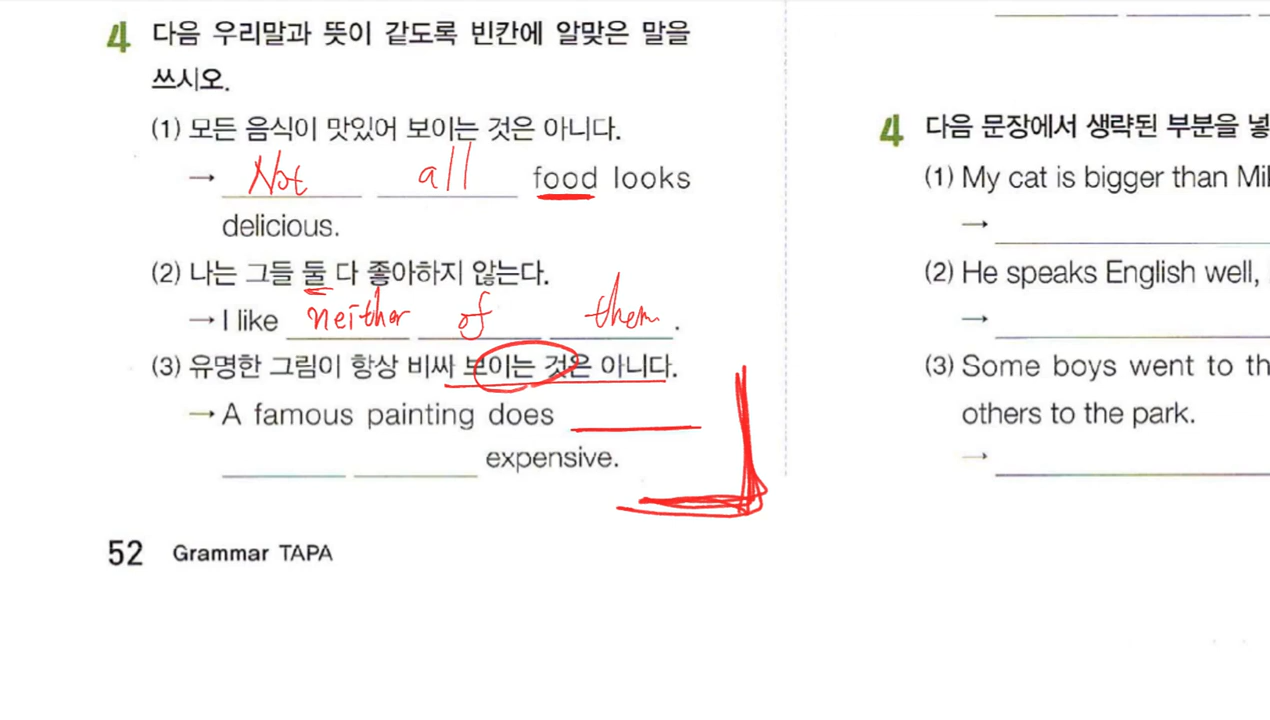 4 다음 우리말과 뜻이 같도록 빈칸에 알맞은 말을
쓰시오.
(1) 모든 음식이 맛있어 보이는 것은 아니다.
→ Not all food looks
delicious.
(2) 나는 그들 둘 다 좋아하지 않는다.
→ I like neither of them.
(3) 유명한 그림이 항상 비싸 보이는 것은 아니다.
→ A famous painting does
expensive.
52 Grammar TAPA
4 다음 문장에서 생략된 부분을 넣
(1) My cat is bigger than
→
(2) He speaks English well,
→
(3) Some boys went to th
others to the park.
→